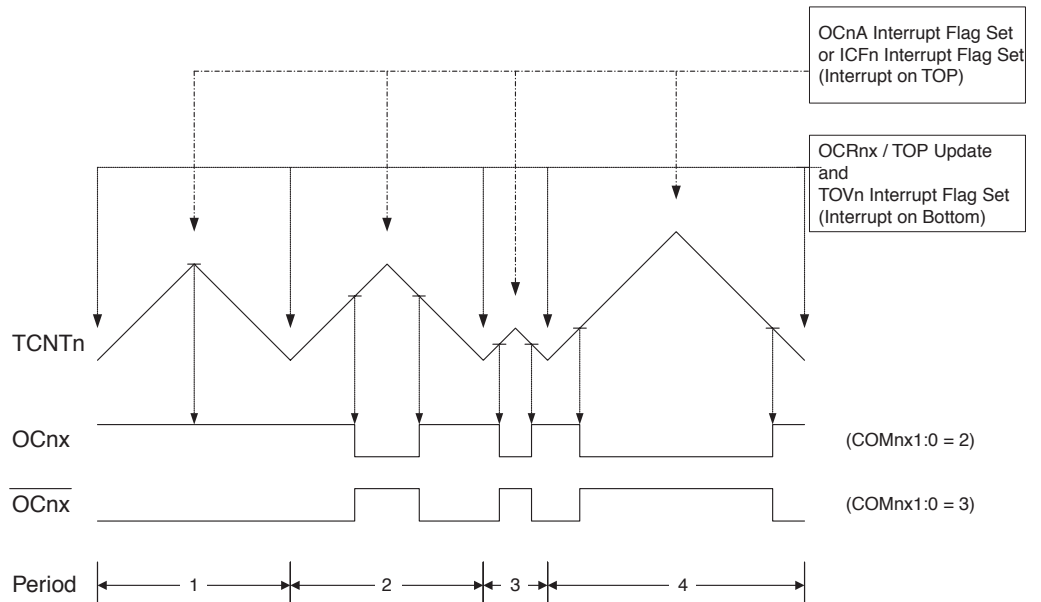 OCnA Interrupt Flag Set
or ICFn Interrupt Flag Set
(Interrupt on TOP)
OCRnx / TOP Update
and
TOVn Interrupt Flag Set
(Interrupt on Bottom)
TCNTn
OCnx
(COMnx1:0 = 2)
OCnx
(COMnx1:0 = 3)
Period
1
2
3
4